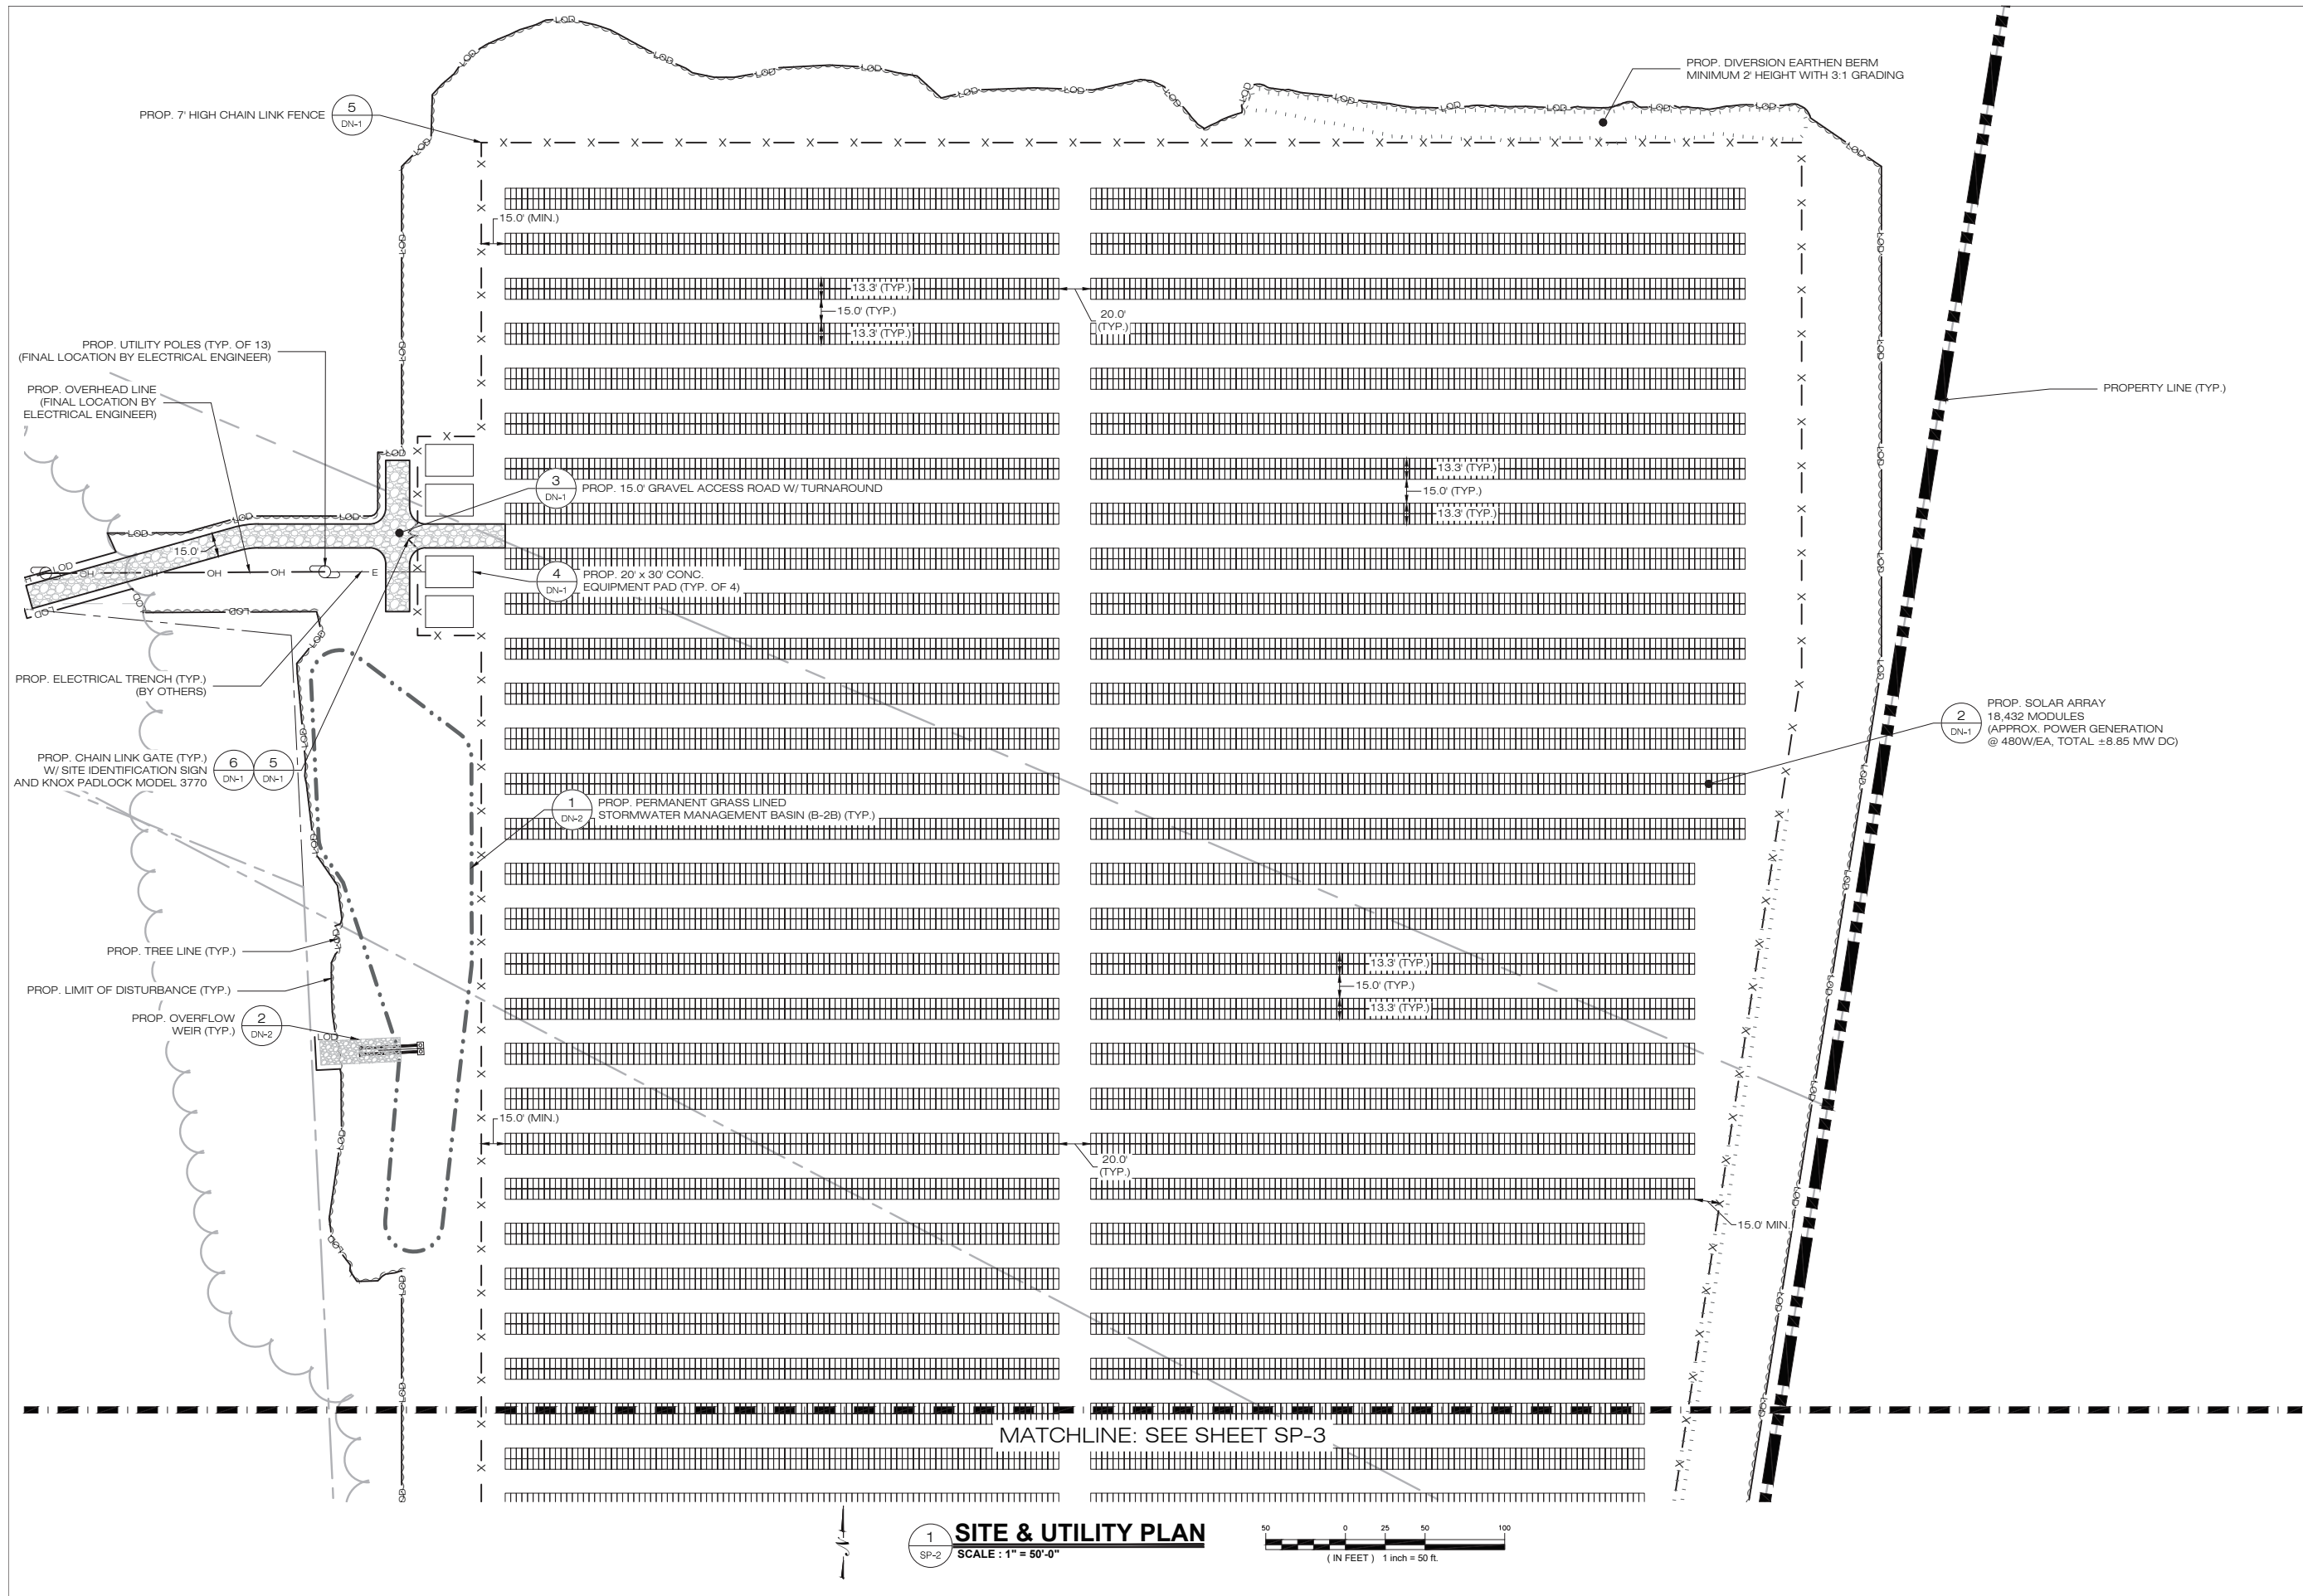 PROP. DIVERSION EARTHEN BERM
MINIMUM 2' HEIGHT WITH 3:1 GRADING
PROP. 7' HIGH CHAIN LINK FENCE
5
DN-1
15.0' (MIN.)
13.3' (TYP.)
15.0' (TYP.)
13.3' (TYP.)
20.0'
(TYP.)
PROP. UTILITY POLES (TYP. OF 13)
(FINAL LOCATION BY ELECTRICAL ENGINEER)
PROP. OVERHEAD LINE
(FINAL LOCATION BY
ELECTRICAL ENGINEER)
PROPERTY LINE (TYP.)
13.3' (TYP.)
15.0' (TYP.)
13.3' (TYP.)
3
DN-1
PROP. 15.0' GRAVEL ACCESS ROAD W/ TURNAROUND
15.0'
OH
OH
OH
OH
E
4
DN-1
PROP. 20' x 30' CONC.
EQUIPMENT PAD (TYP. OF 4)
PROP. ELECTRICAL TRENCH (TYP.)
(BY OTHERS)
2
DN-1
PROP. SOLAR ARRAY
18,432 MODULES
(APPROX. POWER GENERATION
@ 480W/EA, TOTAL ±8.85 MW DC)
PROP. CHAIN LINK GATE (TYP.)
W/ SITE IDENTIFICATION SIGN
AND KNOX PADLOCK MODEL 3770
6
DN-1
5
DN-1
1
DN-2
PROP. PERMANENT GRASS LINED
STORMWATER MANAGEMENT BASIN (B-2B) (TYP.)
PROP. TREE LINE (TYP.)
PROP. LIMIT OF DISTURBANCE (TYP.)
PROP. OVERFLOW
WEIR (TYP.)
2
DN-2
13.3' (TYP.)
15.0' (TYP.)
13.3' (TYP.)
15.0' (MIN.)
20.0'
(TYP.)
15.0' MIN.
LOD
MATCHLINE: SEE SHEET SP-3
N
1
SP-2
SITE & UTILITY PLAN
SCALE : 1" = 50'-0"
50 0 25 50 100
( IN FEET ) 1 inch = 50 ft.